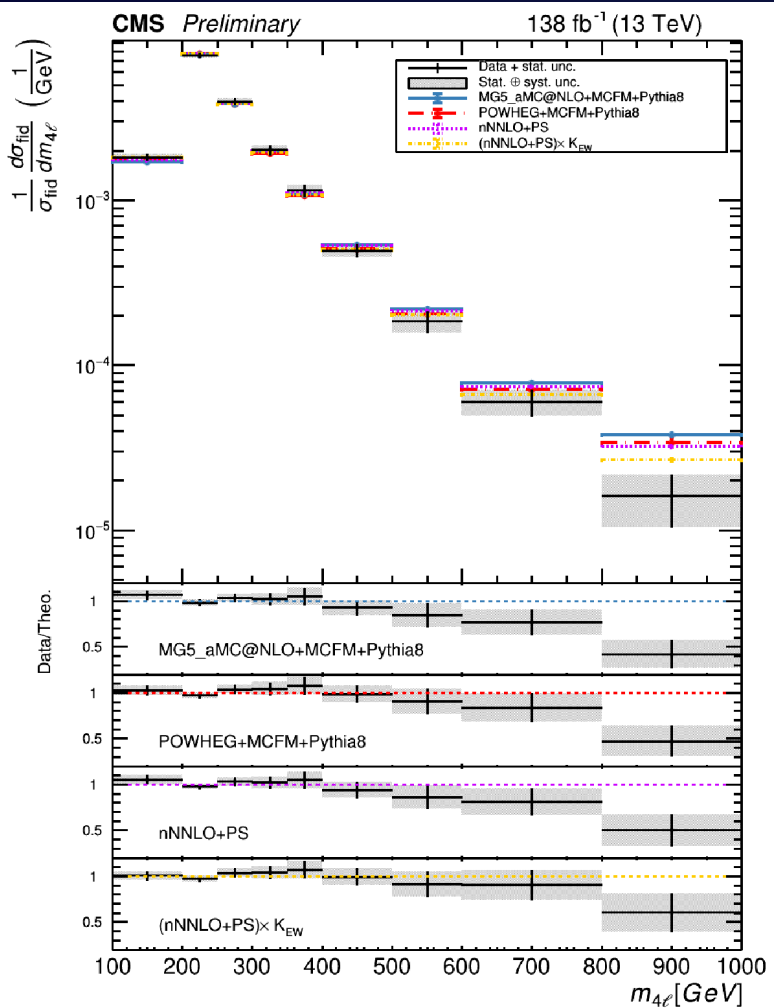 CMS Preliminary 138 fb⁻¹ (13 TeV)
1/σ_fid dσ_fid/dm_4ℓ (1/GeV)
Data + stat. unc.
Stat. ⊕ syst. unc.
MG5_aMC@NLO+MCFM+Pythia8
POWHEG+MCFM+Pythia8
nNNLO+PS
(nNNLO+PS)× K_EW
10⁻³
10⁻⁴
10⁻⁵
Data/Theo.
1
0.5
MG5_aMC@NLO+MCFM+Pythia8
1
0.5
POWHEG+MCFM+Pythia8
1
0.5
nNNLO+PS
1
0.5
(nNNLO+PS)× K_EW
100 200 300 400 500 600 700 800 900 1000
m_4ℓ [GeV]